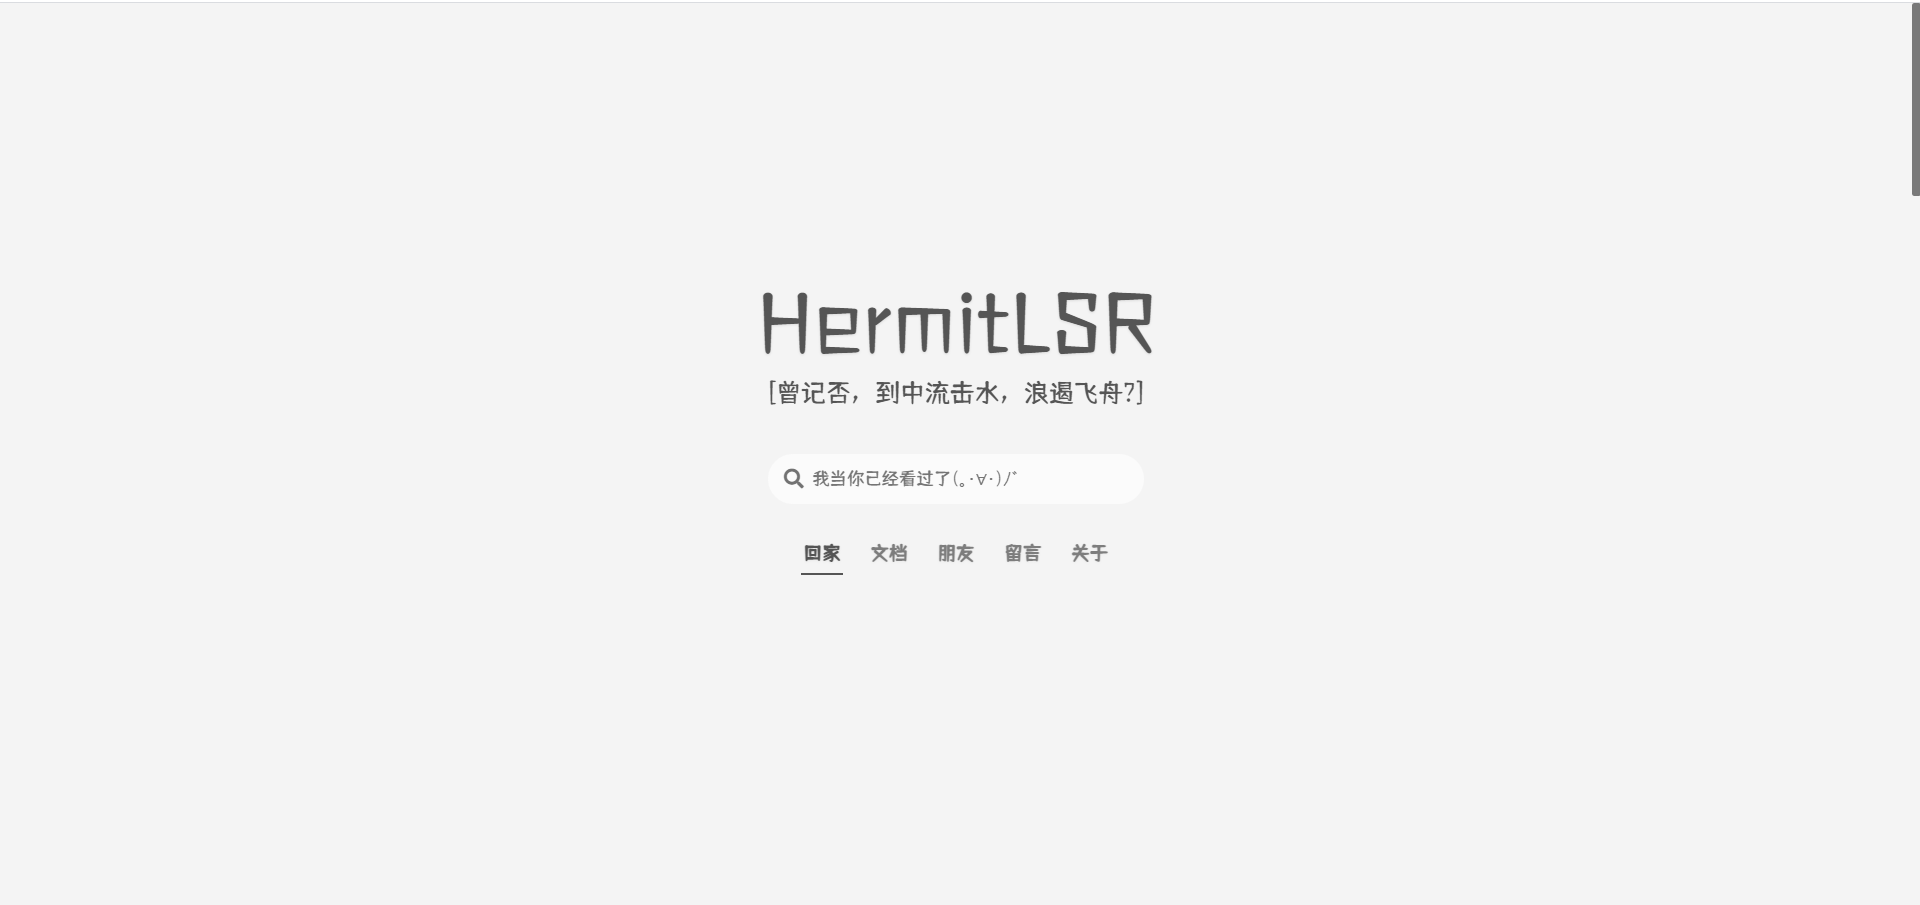 HermitLSR
[曾记否，到中流击水，浪遏飞舟?]
我当你已经看过了(｡･∀･)ﾉﾞ
回家 文档 朋友 留言 关于